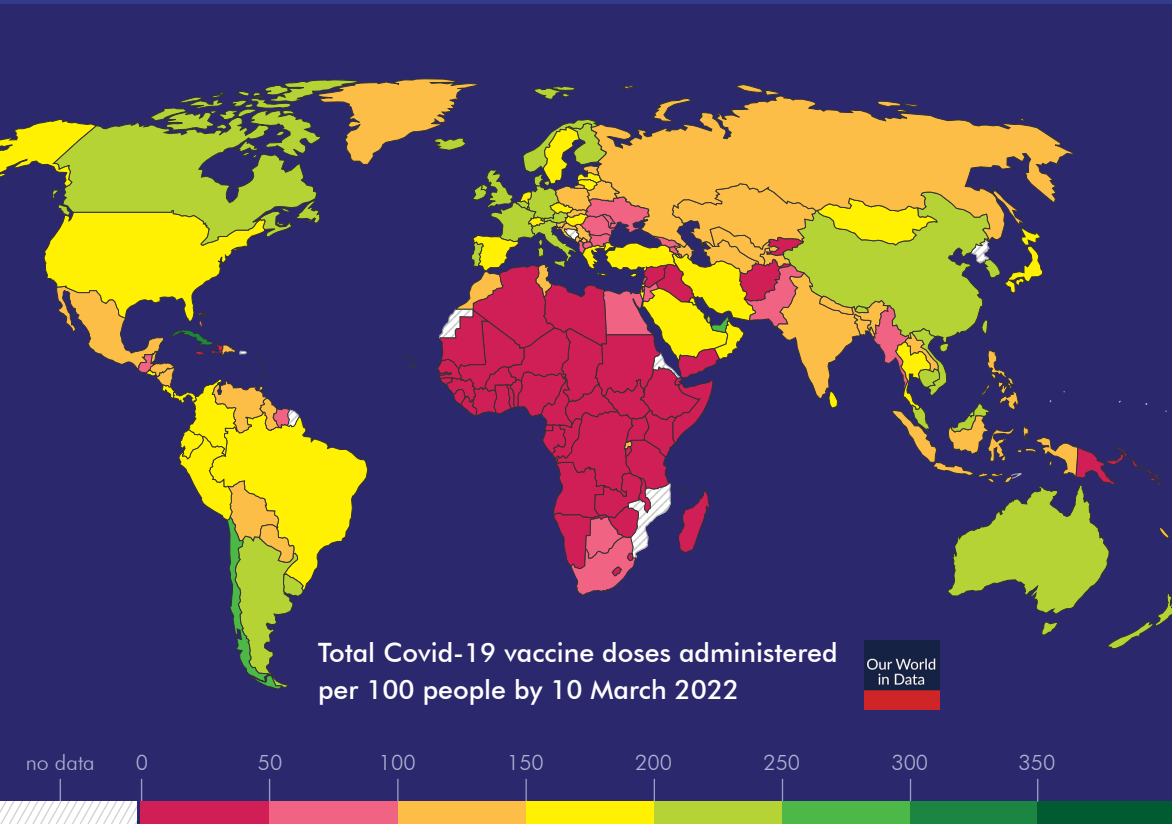 Total Covid-19 vaccine doses administered
per 100 people by 10 March 2022
Our World
in Data
no data 0 50 100 150 200 250 300 350